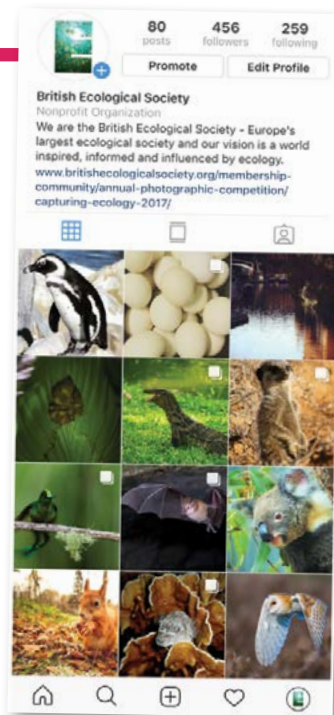 80 456 259
posts followers following
Promote Edit Profile
British Ecological Society
Nonprofit Organization
We are the British Ecological Society - Europe's
largest ecological society and our vision is a world
inspired, informed and influenced by ecology.
www.britishecologicalsociety.org/membership-
community/annual-photographic-competition/
capturing-ecology-2017/